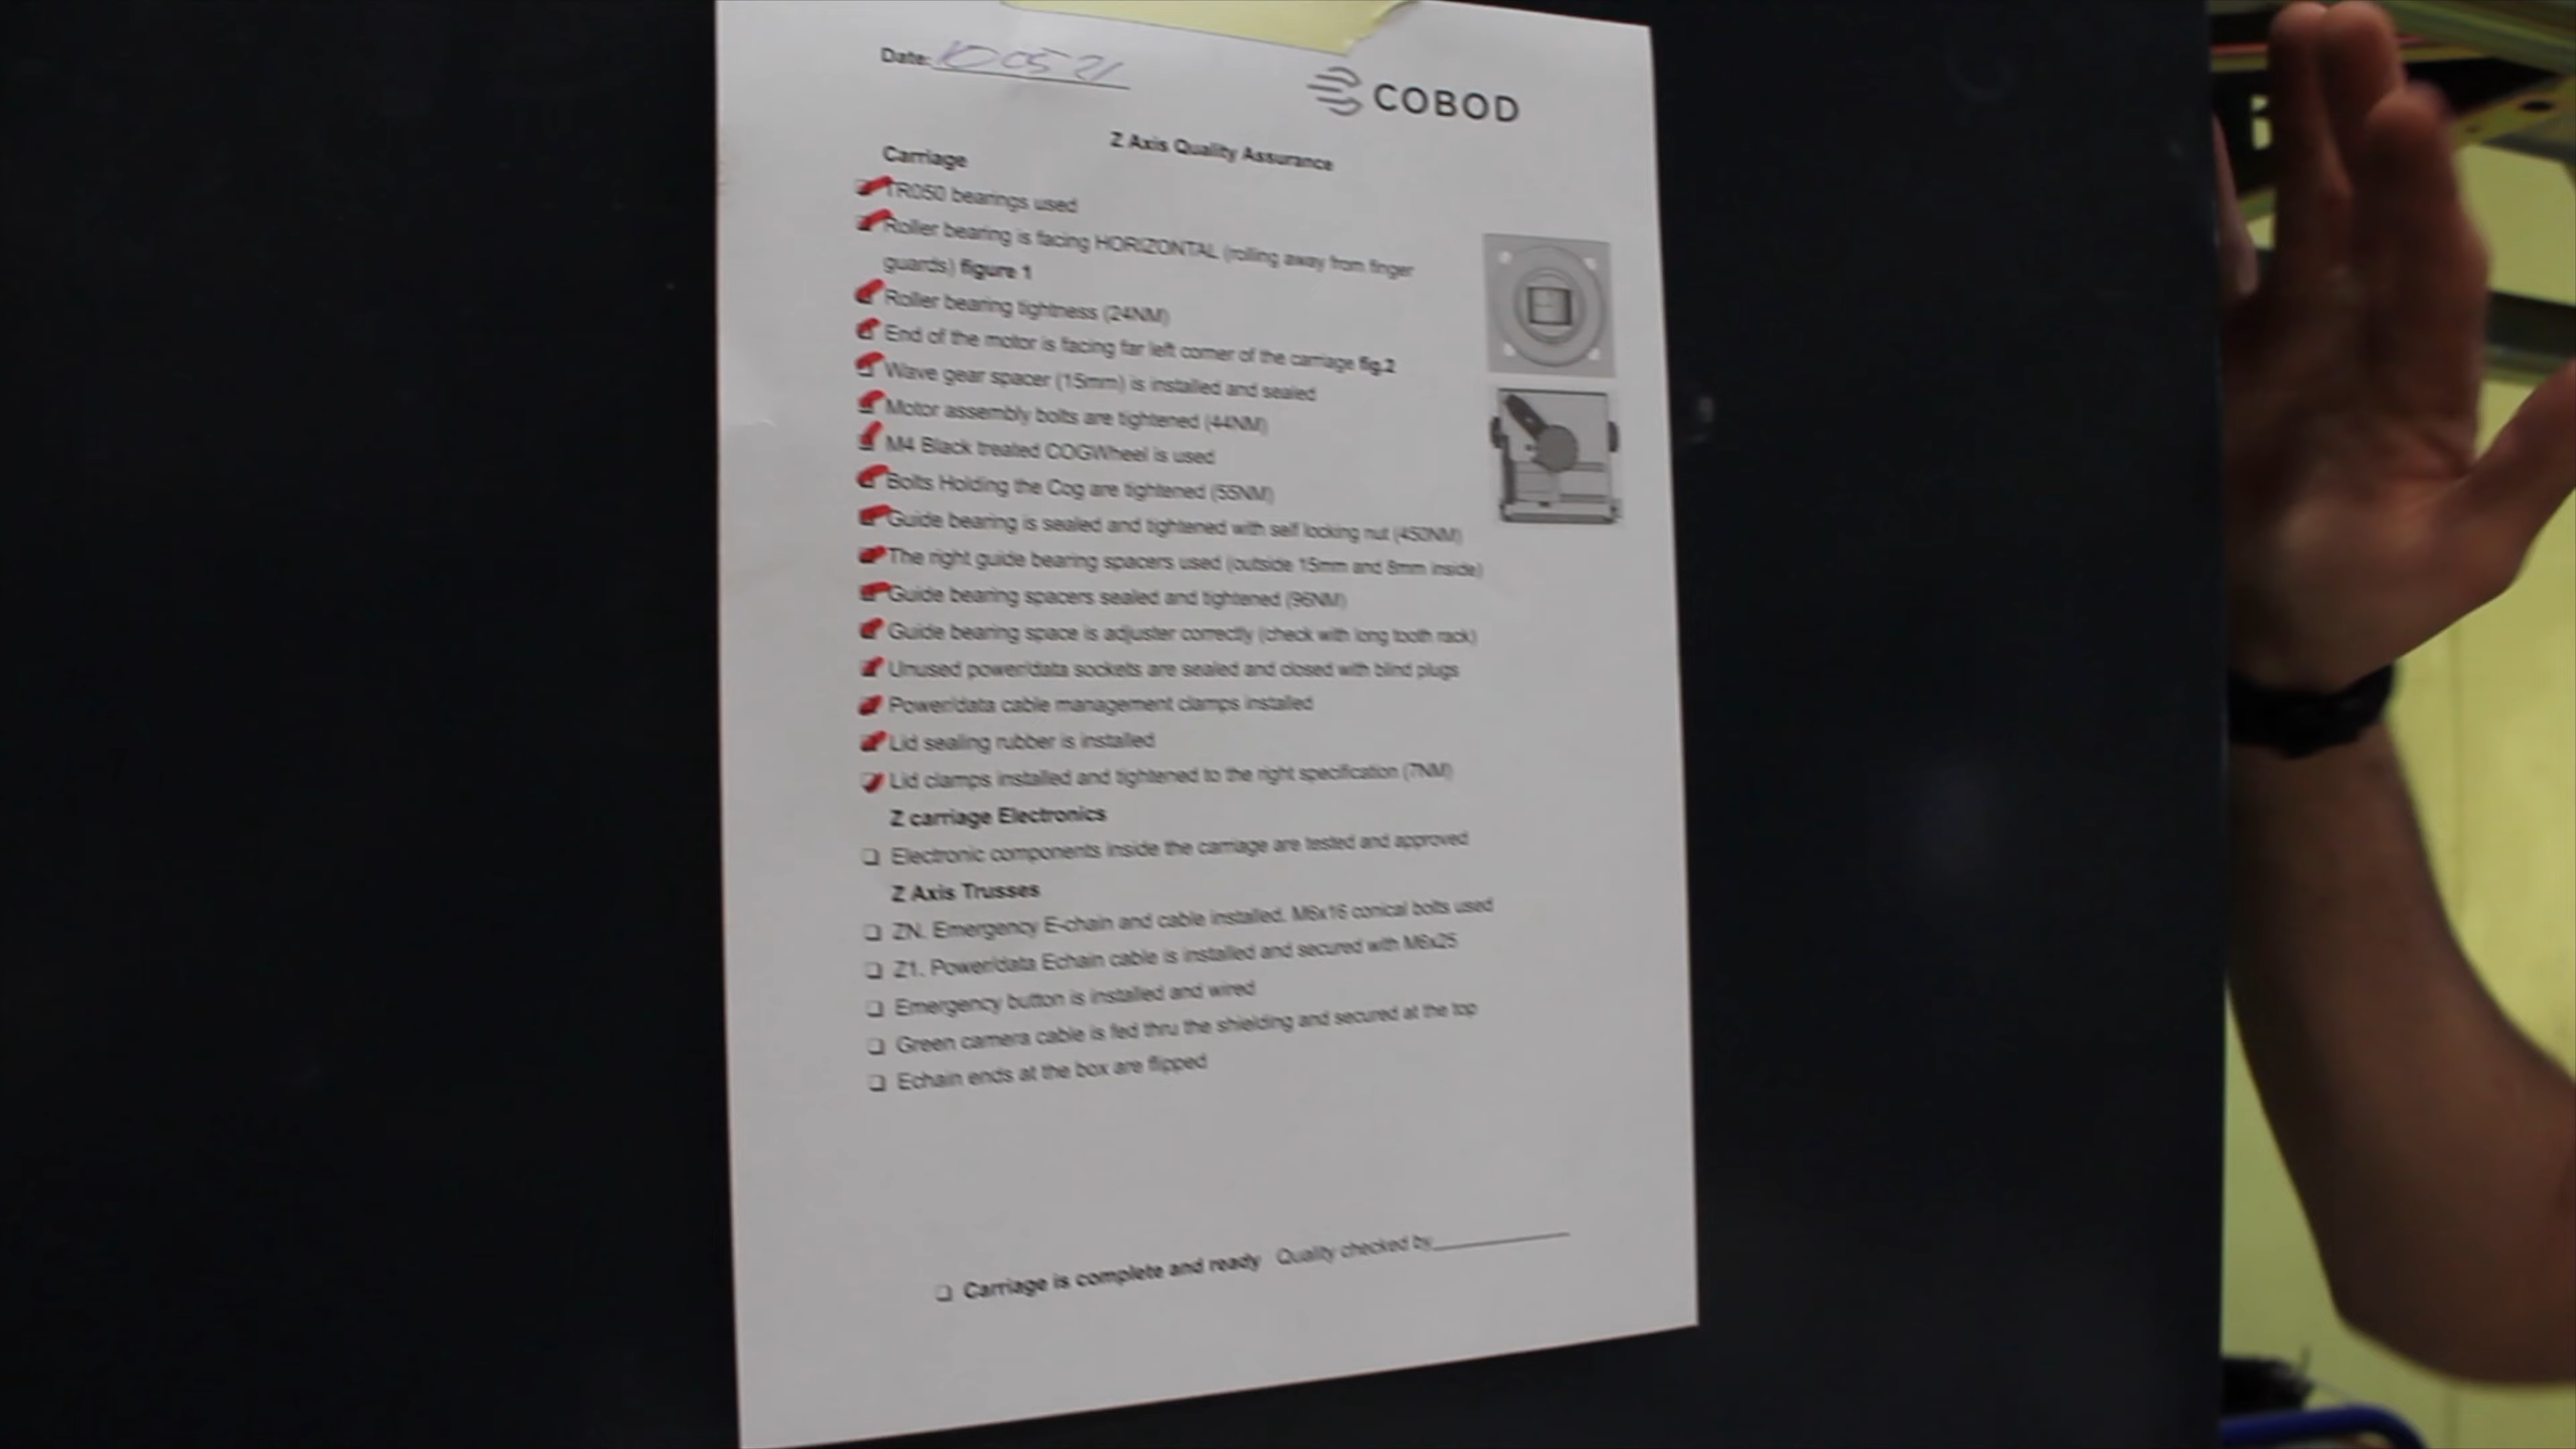 Date: 10 05 21
COBOD
Z Axis Quality Assurance
Carriage
TR050 bearings used
Roller bearing is facing HORIZONTAL (rolling away from finger
guards) figure 1
Roller bearing tightness (24NM)
End of the motor is facing far left corner of the carriage fig.2
Wave gear spacer (15mm) is installed and sealed
Motor assembly bolts are tightened (44NM)
M4 Black treated COGWheel is used
Bolts Holding the Cog are tightened (55NM)
Guide bearing is sealed and tightened with self locking nut (450NM)
The right guide bearing spacers used (outside 15mm and 8mm inside)
Guide bearing spacers sealed and tightened (96NM)
Guide bearing space is adjuster correctly (check with long tooth rack)
Unused power/data sockets are sealed and closed with blind plugs
Power/data cable management clamps installed
Lid sealing rubber is installed
Lid clamps installed and tightened to the right specification (7NM)
Z carriage Electronics
Electronic components inside the carriage are tested and approved
Z Axis Trusses
ZN. Emergency E-chain and cable installed. M6x16 conical bolts used
Z1. Power/data Echain cable is installed and secured with M6x25
Emergency button is installed and wired
Green camera cable is fed thru the shielding and secured at the top
Echain ends at the box are flipped
Carriage is complete and ready Quality checked by